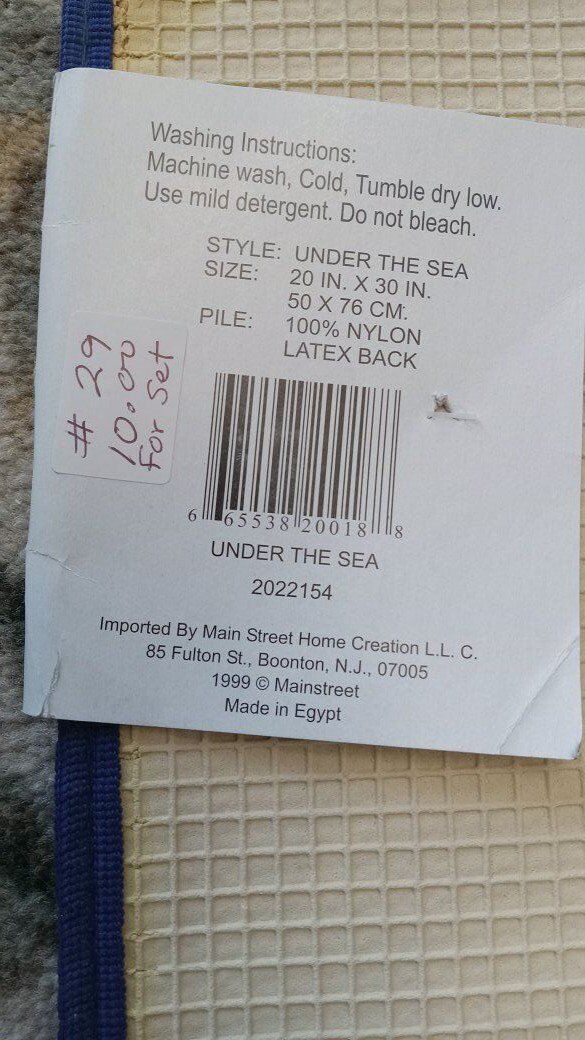 Washing Instructions:
Machine wash, Cold, Tumble dry low.
Use mild detergent. Do not bleach.
STYLE: UNDER THE SEA
SIZE: 20 IN. X 30 IN.
50 X 76 CM.
PILE: 100% NYLON
LATEX BACK
# 29
10.00
For Set
6 65538 20018 8
UNDER THE SEA
2022154
Imported By Main Street Home Creation L.L. C.
85 Fulton St., Boonton, N.J., 07005
1999 © Mainstreet
Made in Egypt